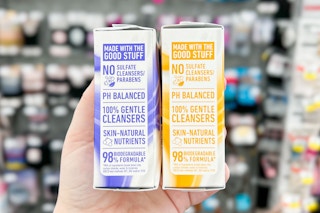 MADE WITH THE
GOOD STUFF
NO SULFATE
CLEANSERS/
PARABENS
PH BALANCED
100% GENTLE
CLEANSERS
SKIN-NATURAL
NUTRIENTS
98% BIODEGRADABLE
FORMULA*
MADE WITH THE
GOOD STUFF
NO SULFATE
CLEANSERS/
PARABENS
PH BALANCED
100% GENTLE
CLEANSERS
SKIN-NATURAL
NUTRIENTS
98% BIODEGRADABLE
FORMULA*